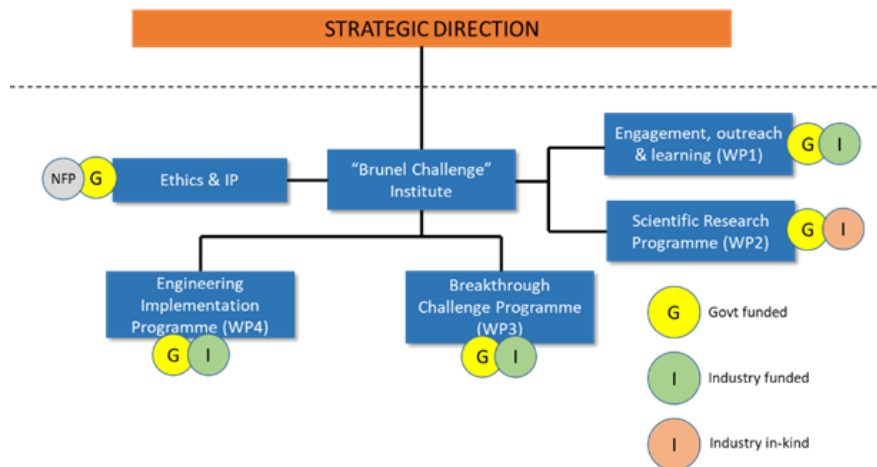 STRATEGIC DIRECTION
Engagement, outreach
& learning (WP1)
G
I
NFP
G
Ethics & IP
“Brunel Challenge”
Institute
Scientific Research
Programme (WP2)
G
I
Engineering
Implementation
Programme (WP4)
G
I
Breakthrough
Challenge Programme
(WP3)
G
I
G
Govt funded
I
Industry funded
I
Industry in-kind